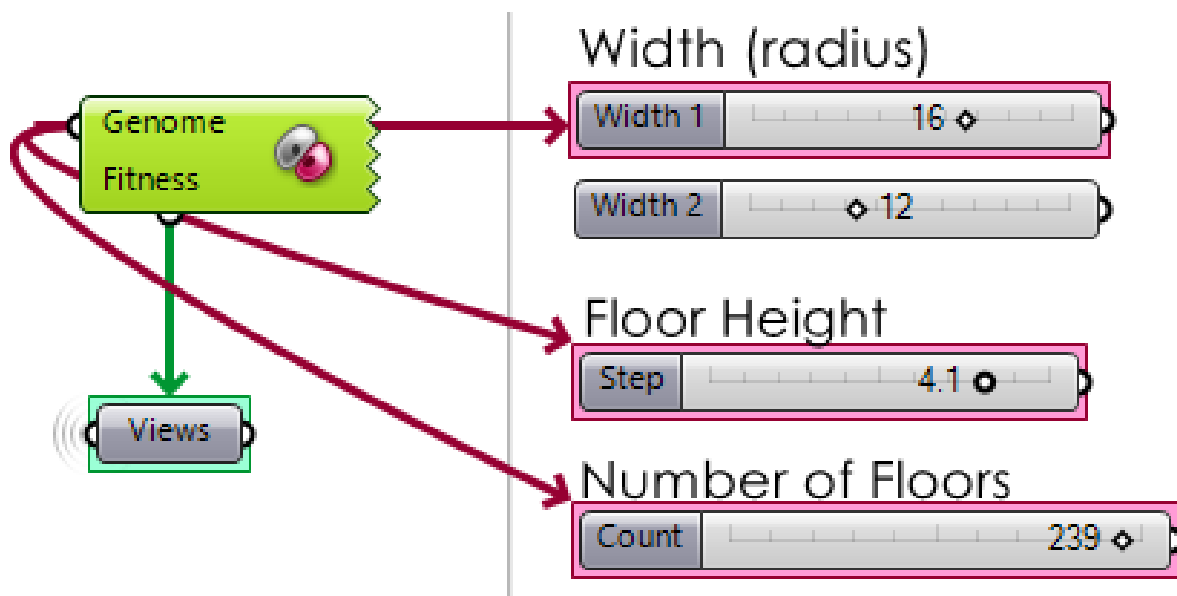 Genome
Fitness
Views
Width (radius)
Width 1 16
Width 2 12
Floor Height
Step 4.1
Number of Floors
Count 239